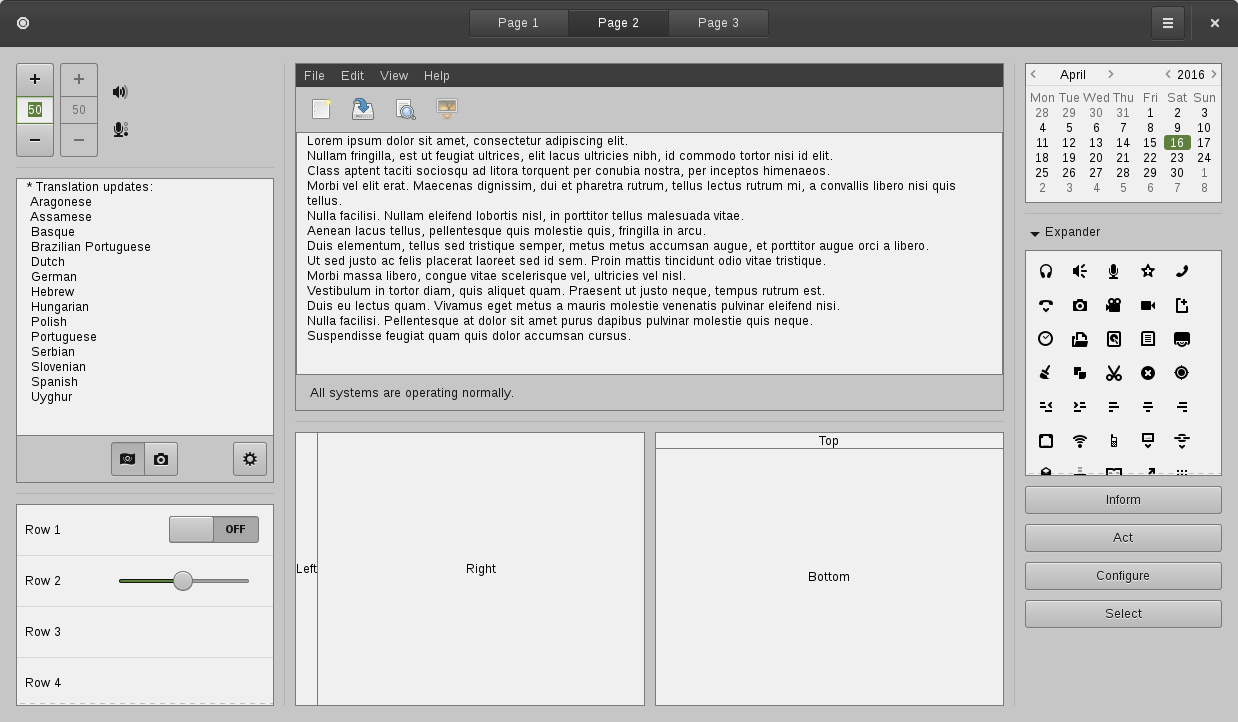 Page 1 Page 2 Page 3
+ +
50 50
− −
* Translation updates:
Aragonese
Assamese
Basque
Brazilian Portuguese
Dutch
German
Hebrew
Hungarian
Polish
Portuguese
Serbian
Slovenian
Spanish
Uyghur
Row 1 OFF
Row 2
Row 3
Row 4
File Edit View Help
Lorem ipsum dolor sit amet, consectetur adipiscing elit.
Nullam fringilla, est ut feugiat ultrices, elit lacus ultricies nibh, id commodo tortor nisi id elit.
Class aptent taciti sociosqu ad litora torquent per conubia nostra, per inceptos himenaeos.
Morbi vel elit erat. Maecenas dignissim, dui et pharetra rutrum, tellus lectus rutrum mi, a convallis libero nisi quis
tellus.
Nulla facilisi. Nullam eleifend lobortis nisl, in porttitor tellus malesuada vitae.
Aenean lacus tellus, pellentesque quis molestie quis, fringilla in arcu.
Duis elementum, tellus sed tristique semper, metus metus accumsan augue, et porttitor augue orci a libero.
Ut sed justo ac felis placerat laoreet sed id sem. Proin mattis tincidunt odio vitae tristique.
Morbi massa libero, congue vitae scelerisque vel, ultricies vel nisl.
Vestibulum in tortor diam, quis aliquet quam. Praesent ut justo neque, tempus rutrum est.
Duis eu lectus quam. Vivamus eget metus a mauris molestie venenatis pulvinar eleifend nisi.
Nulla facilisi. Pellentesque at dolor sit amet purus dapibus pulvinar molestie quis neque.
Suspendisse feugiat quam quis dolor accumsan cursus.
All systems are operating normally.
Left Right
Top
Bottom
April 2016
Mon Tue Wed Thu Fri Sat Sun
28 29 30 31 1 2 3
4 5 6 7 8 9 10
11 12 13 14 15 16 17
18 19 20 21 22 23 24
25 26 27 28 29 30 1
2 3 4 5 6 7 8
Expander
Inform
Act
Configure
Select